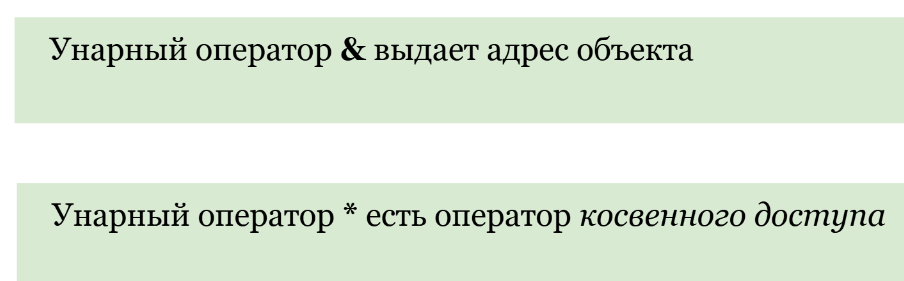 Унарный оператор & выдает адрес объекта
Унарный оператор * есть оператор косвенного доступа